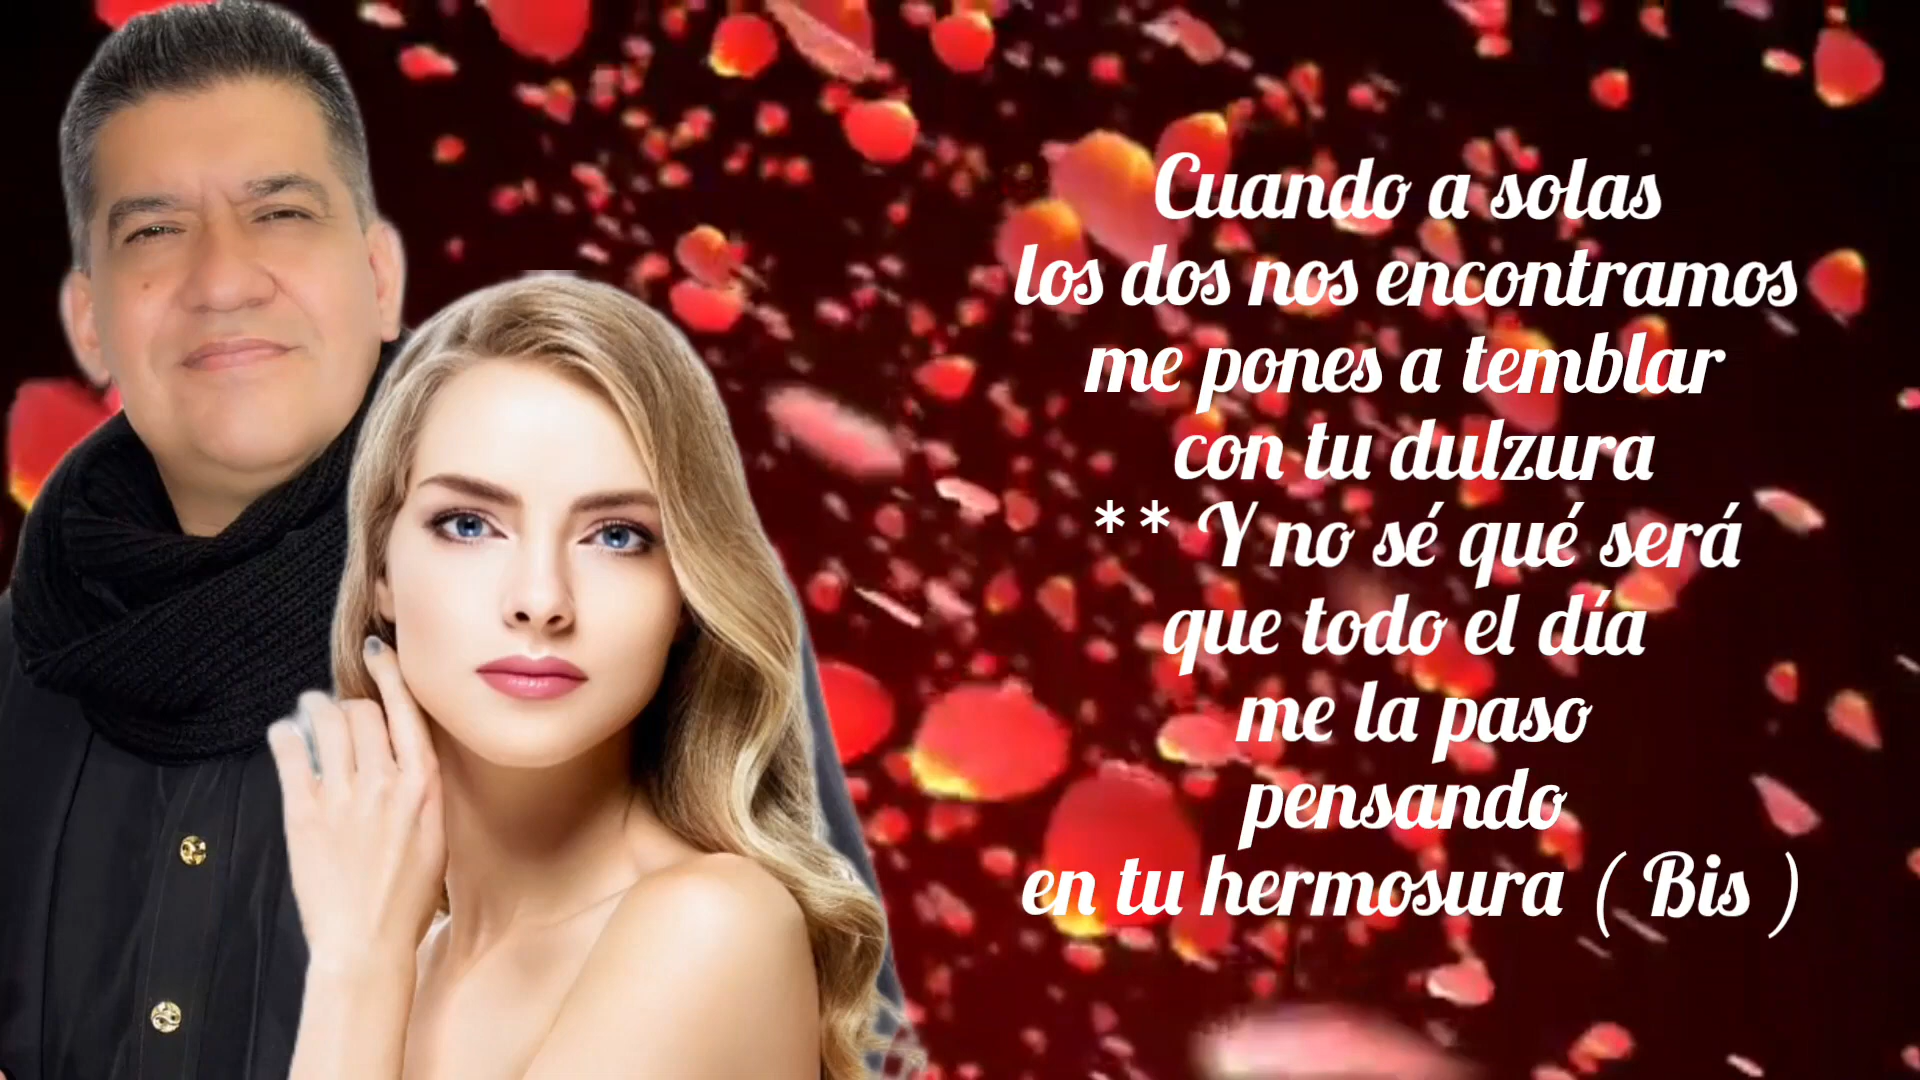 Cuando a solas
los dos nos encontramos
me pones a temblar
con tu dulzura
** Y no sé qué será
que todo el día
me la paso
pensando
en tu hermosura ( Bis )